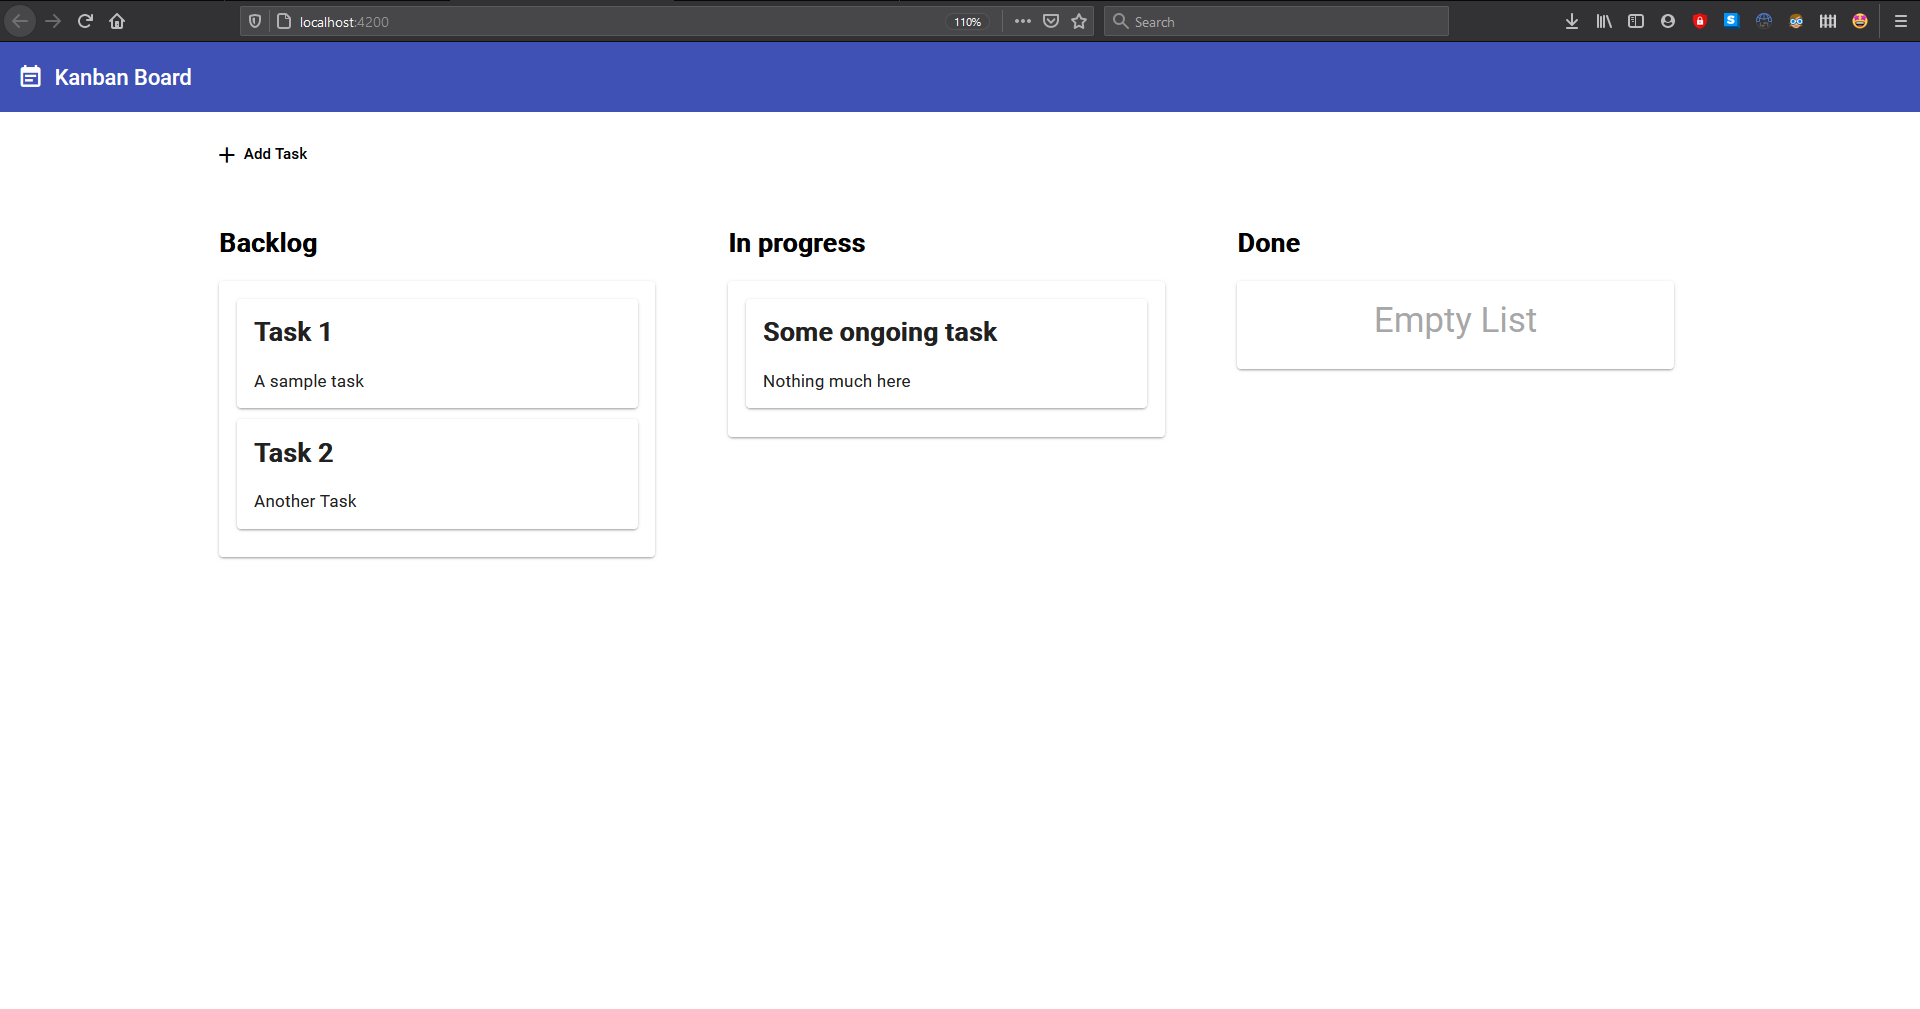 localhost:4200
110%
Search
S
Kanban Board
Add Task
Backlog
In progress
Done
Task 1
A sample task
Task 2
Another Task
Some ongoing task
Nothing much here
Empty List